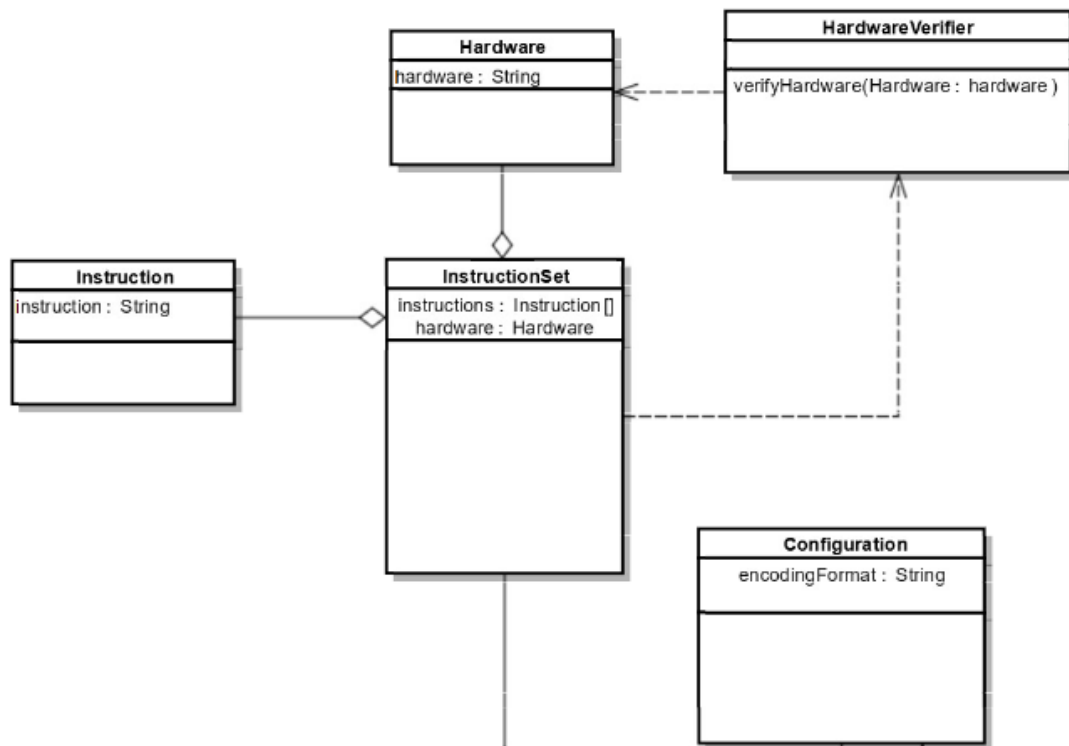 Hardware
hardware : String
HardwareVerifier
verifyHardware(Hardware : hardware )
Instruction
instruction : String
InstructionSet
instructions : Instruction[]
hardware : Hardware
Configuration
encodingFormat : String